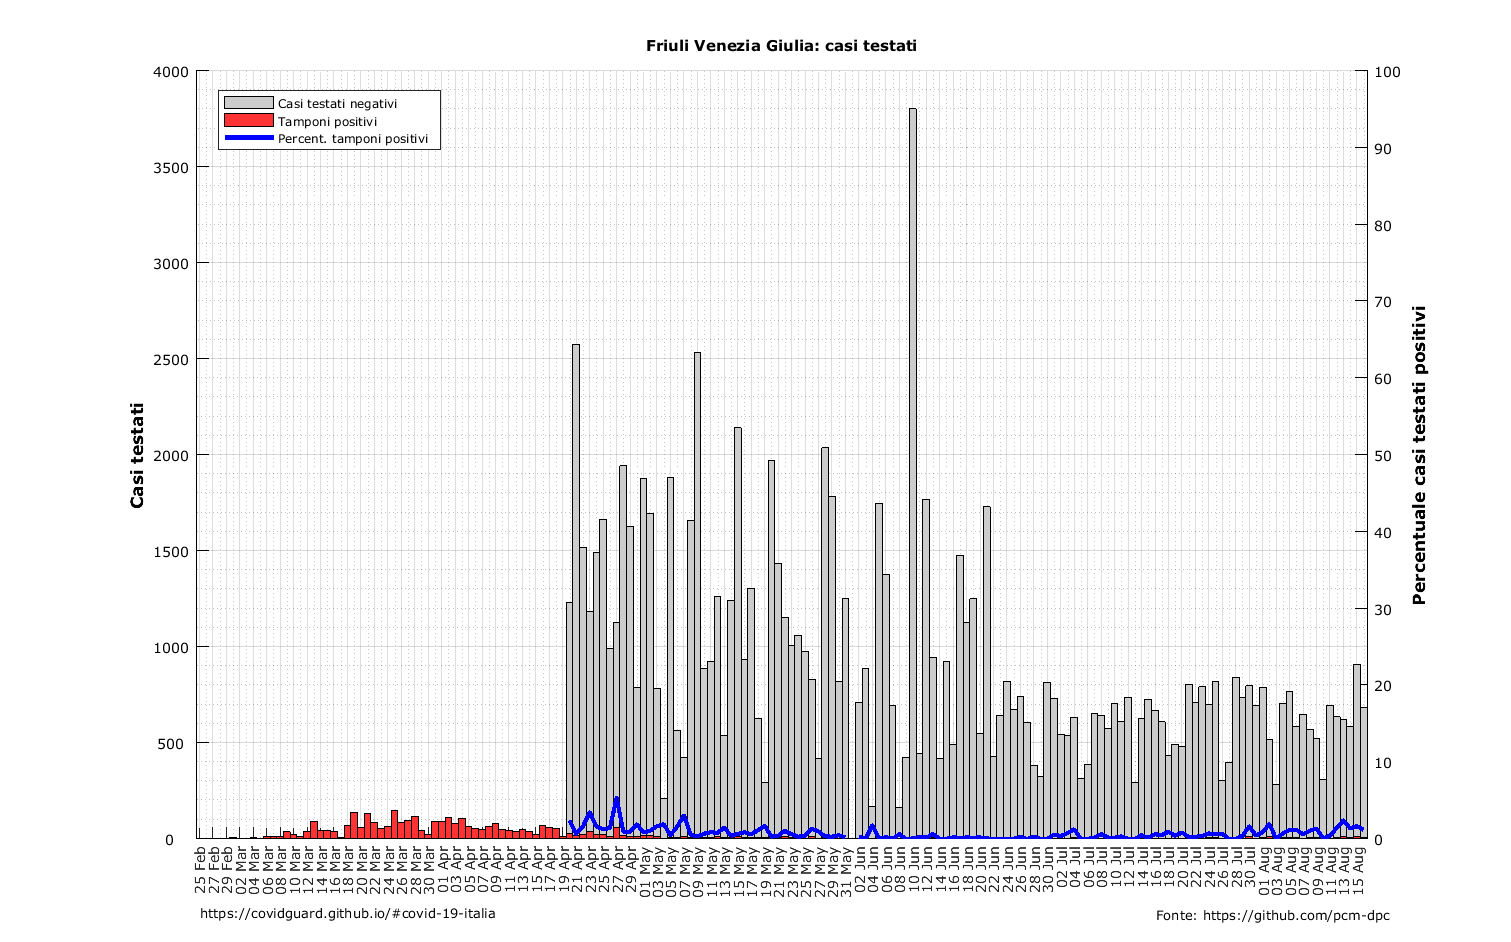 Friuli Venezia Giulia: casi testati
Casi testati negativi
Tamponi positivi
Percent. tamponi positivi
Casi testati
4000
3500
3000
2500
2000
1500
1000
500
0
100
90
80
70
60
50
40
30
20
10
0
Percentuale casi testati positivi
25 Feb
27 Feb
29 Feb
02 Mar
04 Mar
06 Mar
08 Mar
10 Mar
12 Mar
14 Mar
16 Mar
18 Mar
20 Mar
22 Mar
24 Mar
26 Mar
28 Mar
30 Mar
01 Apr
03 Apr
05 Apr
07 Apr
09 Apr
11 Apr
13 Apr
15 Apr
17 Apr
19 Apr
21 Apr
23 Apr
25 Apr
27 Apr
29 Apr
01 May
03 May
05 May
07 May
09 May
11 May
13 May
15 May
17 May
19 May
21 May
23 May
25 May
27 May
29 May
31 May
02 Jun
04 Jun
06 Jun
08 Jun
10 Jun
12 Jun
14 Jun
16 Jun
18 Jun
20 Jun
22 Jun
24 Jun
26 Jun
28 Jun
30 Jun
02 Jul
04 Jul
06 Jul
08 Jul
10 Jul
12 Jul
14 Jul
16 Jul
18 Jul
20 Jul
22 Jul
24 Jul
26 Jul
28 Jul
30 Jul
01 Aug
03 Aug
05 Aug
07 Aug
09 Aug
11 Aug
13 Aug
15 Aug
https://covidguard.github.io/#covid-19-italia
Fonte: https://github.com/pcm-dpc